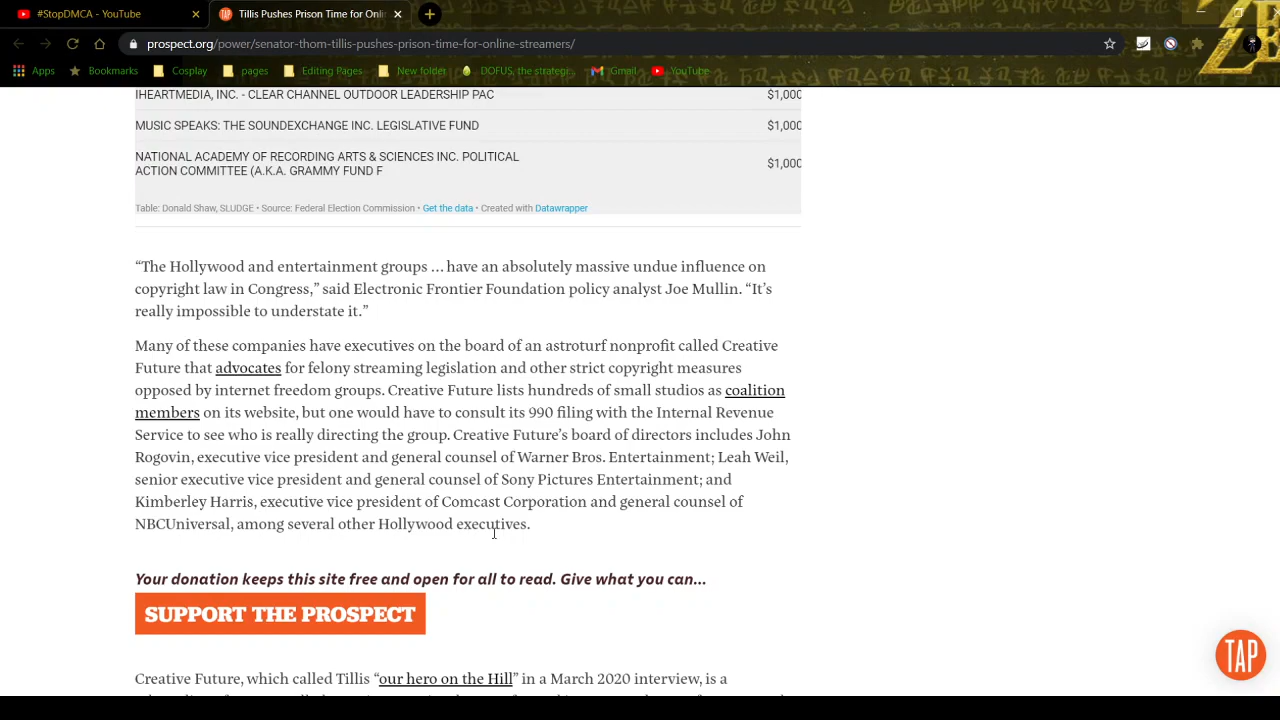 #StopDMCA - YouTube
Tillis Pushes Prison Time for Onlin
prospect.org/power/senator-thom-tillis-pushes-prison-time-for-online-streamers/
Apps Bookmarks Cosplay pages Editing Pages New folder DOFUS, the strateg... Gmail YouTube
IHEARTMEDIA, INC. - CLEAR CHANNEL OUTDOOR LEADERSHIP PAC $1,000
MUSIC SPEAKS: THE SOUNDEXCHANGE INC. LEGISLATIVE FUND $1,000
NATIONAL ACADEMY OF RECORDING ARTS & SCIENCES INC. POLITICAL
ACTION COMMITTEE (A.K.A. GRAMMY FUND F $1,000
Table: Donald Shaw, SLUDGE • Source: Federal Election Commission • Get the data • Created with Datawrapper
“The Hollywood and entertainment groups … have an absolutely massive undue influence on
copyright law in Congress,” said Electronic Frontier Foundation policy analyst Joe Mullin. “It’s
really impossible to understate it.”
Many of these companies have executives on the board of an astroturf nonprofit called Creative
Future that advocates for felony streaming legislation and other strict copyright measures
opposed by internet freedom groups. Creative Future lists hundreds of small studios as coalition
members on its website, but one would have to consult its 990 filing with the Internal Revenue
Service to see who is really directing the group. Creative Future’s board of directors includes John
Rogovin, executive vice president and general counsel of Warner Bros. Entertainment; Leah Weil,
senior executive vice president and general counsel of Sony Pictures Entertainment; and
Kimberley Harris, executive vice president of Comcast Corporation and general counsel of
NBCUniversal, among several other Hollywood executives.
Your donation keeps this site free and open for all to read. Give what you can...
SUPPORT THE PROSPECT
TAP
Creative Future, which called Tillis “our hero on the Hill” in a March 2020 interview, is a